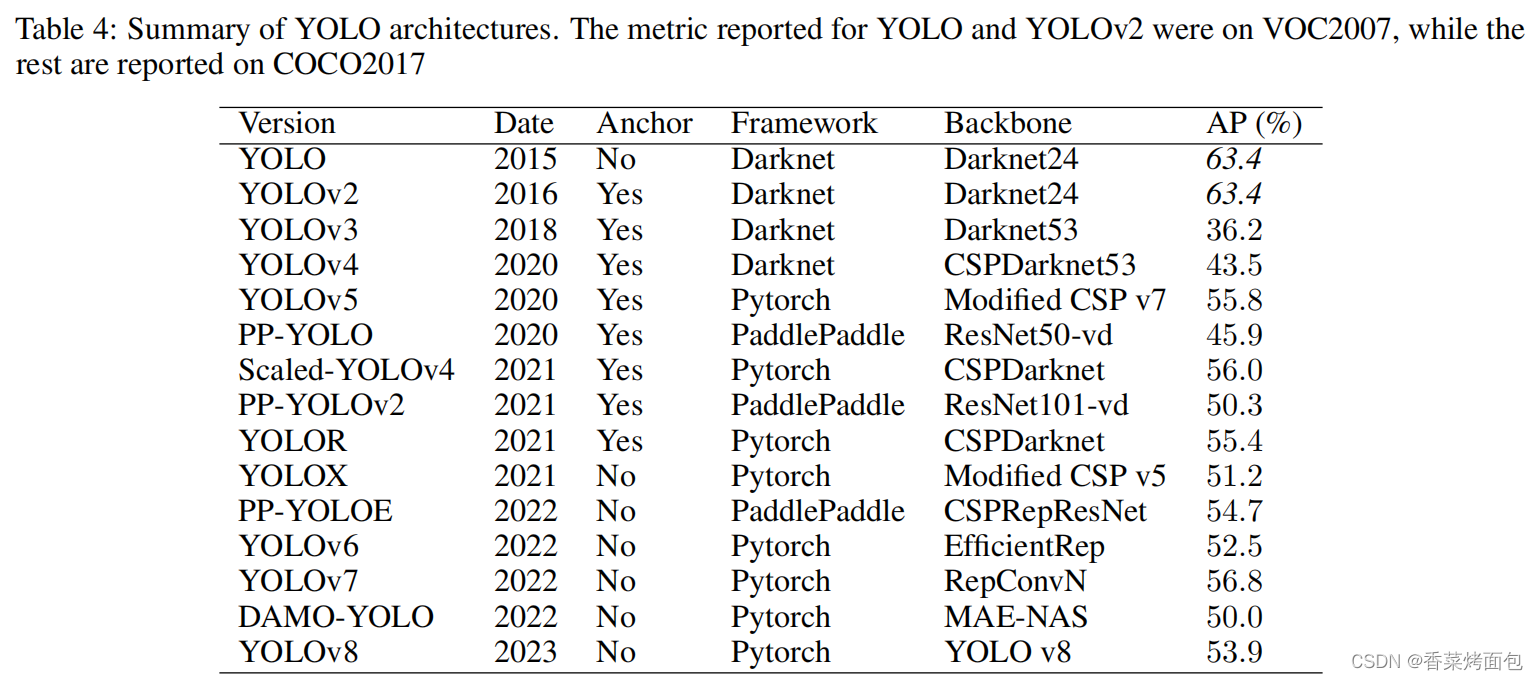 Table 4: Summary of YOLO architectures. The metric reported for YOLO and YOLOv2 were on VOC2007, while the
rest are reported on COCO2017
Version Date Anchor Framework Backbone AP (%)
YOLO 2015 No Darknet Darknet24 63.4
YOLOv2 2016 Yes Darknet Darknet24 63.4
YOLOv3 2018 Yes Darknet Darknet53 36.2
YOLOv4 2020 Yes Darknet CSPDarknet53 43.5
YOLOv5 2020 Yes Pytorch Modified CSP v7 55.8
PP-YOLO 2020 Yes PaddlePaddle ResNet50-vd 45.9
Scaled-YOLOv4 2021 Yes Pytorch CSPDarknet 56.0
PP-YOLOv2 2021 Yes PaddlePaddle ResNet101-vd 50.3
YOLOR 2021 Yes Pytorch CSPDarknet 55.4
YOLOX 2021 No Pytorch Modified CSP v5 51.2
PP-YOLOE 2022 No PaddlePaddle CSPRepResNet 54.7
YOLOv6 2022 No Pytorch EfficientRep 52.5
YOLOv7 2022 No Pytorch RepConvN 56.8
DAMO-YOLO 2022 No Pytorch MAE-NAS 50.0
YOLOv8 2023 No Pytorch YOLO v8 53.9
CSDN @香菜烤面包